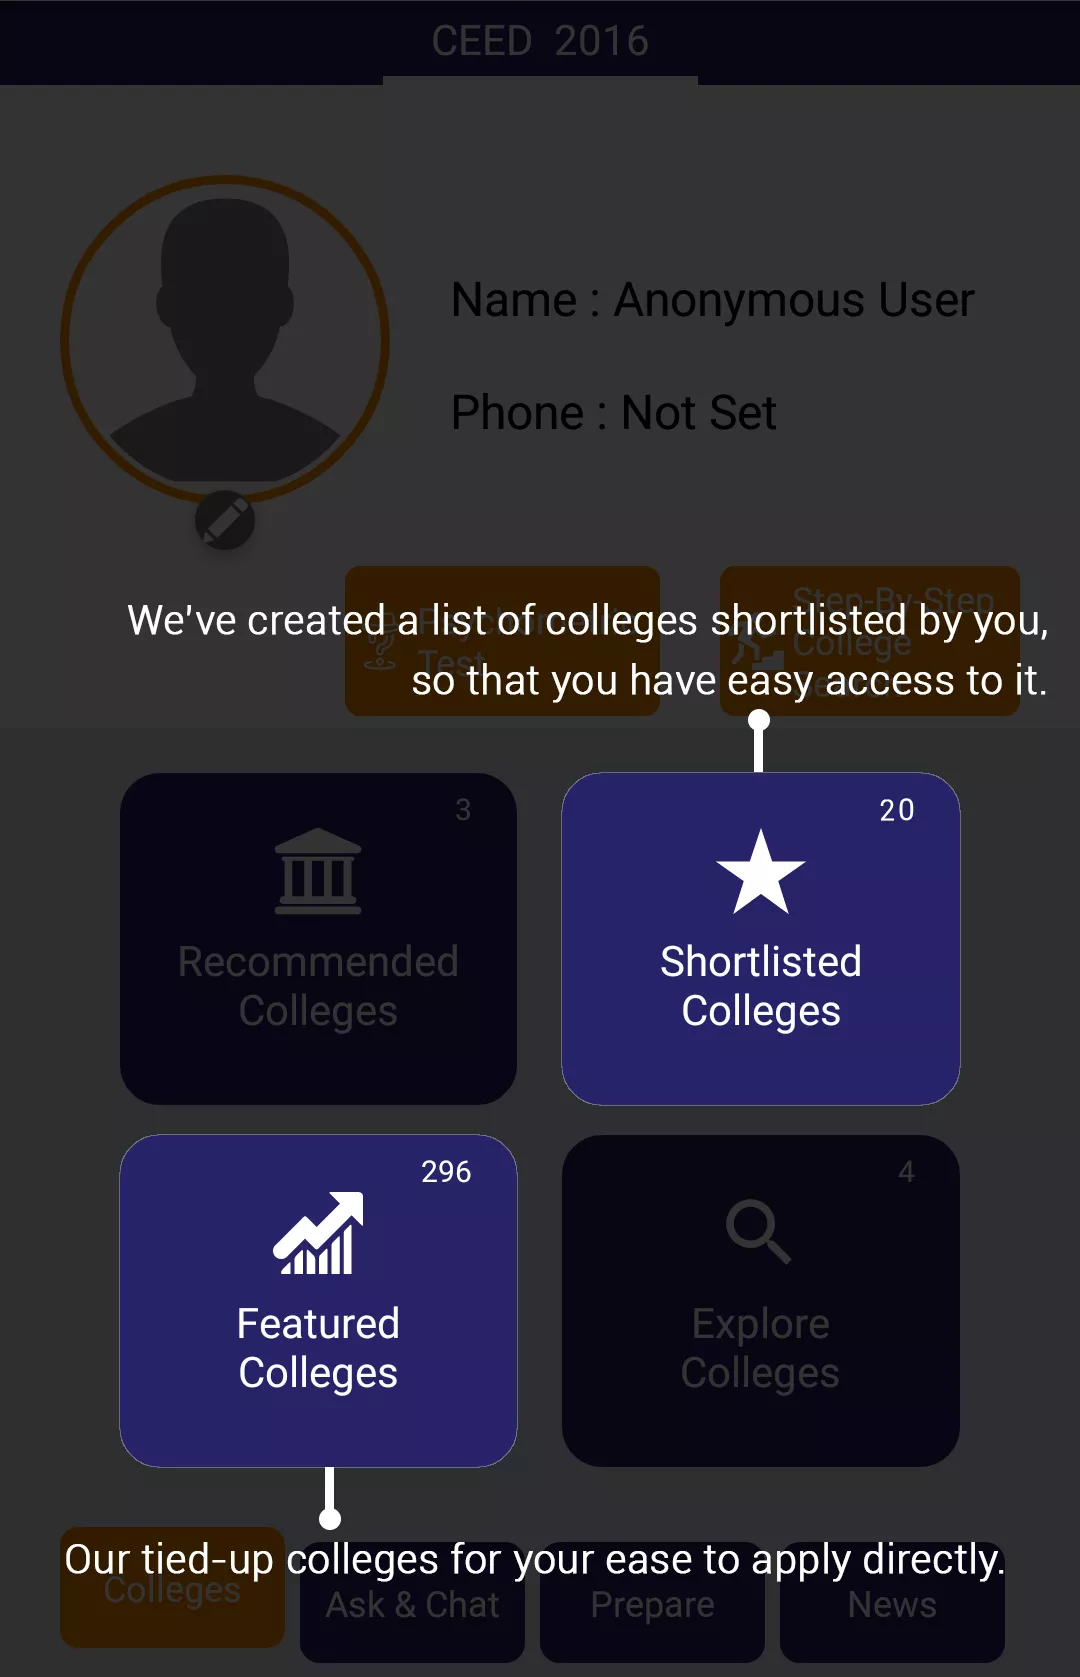 CEED 2016
Name : Anonymous User
Phone : Not Set
We've created a list of colleges shortlisted by you,
so that you have easy access to it.
Test
Step-By-Step
College
3
Recommended
Colleges
20
Shortlisted
Colleges
296
Featured
Colleges
4
Explore
Colleges
Our tied-up colleges for your ease to apply directly.
Colleges
Ask & Chat
Prepare
News